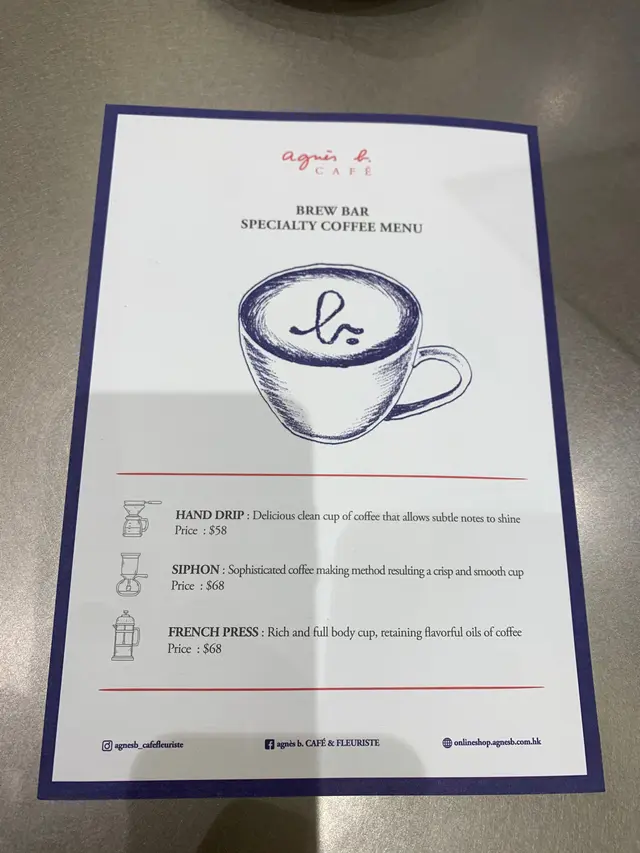 agnès b.
CAFÉ
BREW BAR
SPECIALTY COFFEE MENU
b.
HAND DRIP : Delicious clean cup of coffee that allows subtle notes to shine
Price : $58
SIPHON : Sophisticated coffee making method resulting a crisp and smooth cup
Price : $68
FRENCH PRESS : Rich and full body cup, retaining flavorful oils of coffee
Price : $68
agnesb_cafefleuriste agnès b. CAFÉ & FLEURISTE onlineshop.agnesb.com.hk